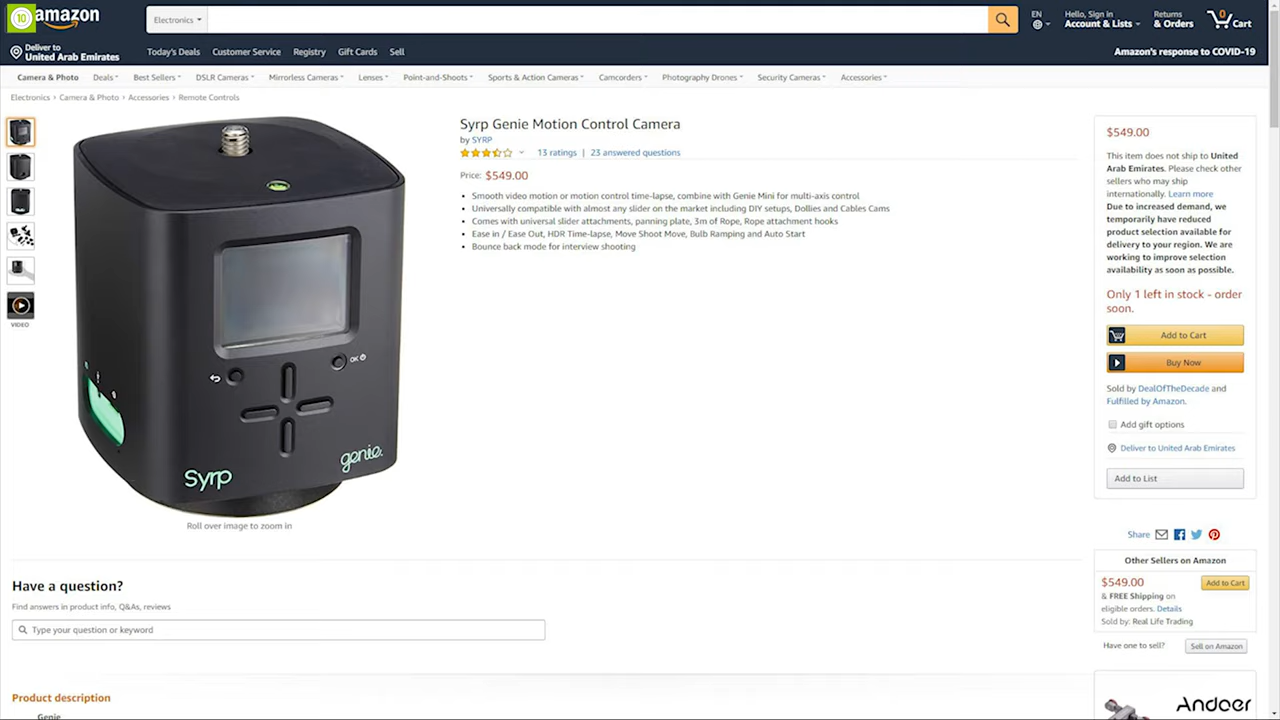 10
amazon
Electronics
EN
Hello, Sign in
Account & Lists
Returns
& Orders
0
Cart
Deliver to
United Arab Emirates
Today's Deals
Customer Service
Registry
Gift Cards
Sell
Amazon's response to COVID-19
Camera & Photo
Deals
Best Sellers
DSLR Cameras
Mirrorless Cameras
Lenses
Point-and-Shoots
Sports & Action Cameras
Camcorders
Photography Drones
Security Cameras
Accessories
Electronics › Camera & Photo › Accessories › Remote Controls
VIDEO
OK
Syrp
genie.
Roll over image to zoom in
Syrp Genie Motion Control Camera
by SYRP
13 ratings | 23 answered questions
Price: $549.00
• Smooth video motion or motion control time-lapse, combine with Genie Mini for multi-axis control
• Universally compatible with almost any slider on the market including DIY setups, Dollies and Cables Cams
• Comes with universal slider attachments, panning plate, 3m of Rope, Rope attachment hooks
• Ease in / Ease Out, HDR Time-lapse, Move Shoot Move, Bulb Ramping and Auto Start
• Bounce back mode for interview shooting
$549.00
This item does not ship to United
Arab Emirates. Please check other
sellers who may ship
internationally. Learn more
Due to increased demand, we
temporarily have reduced
product selection available for
delivery to your region. We are
working to improve selection
availability as soon as possible.
Only 1 left in stock - order
soon.
Add to Cart
Buy Now
Sold by DealOfTheDecade and
Fulfilled by Amazon.
Add gift options
Deliver to United Arab Emirates
Add to List
Share
Other Sellers on Amazon
$549.00
Add to Cart
& FREE Shipping on
eligible orders. Details
Sold by: Real Life Trading
Have one to sell?
Sell on Amazon
Andoer
Have a question?
Find answers in product info, Q&As, reviews
Type your question or keyword
Product description
Genie